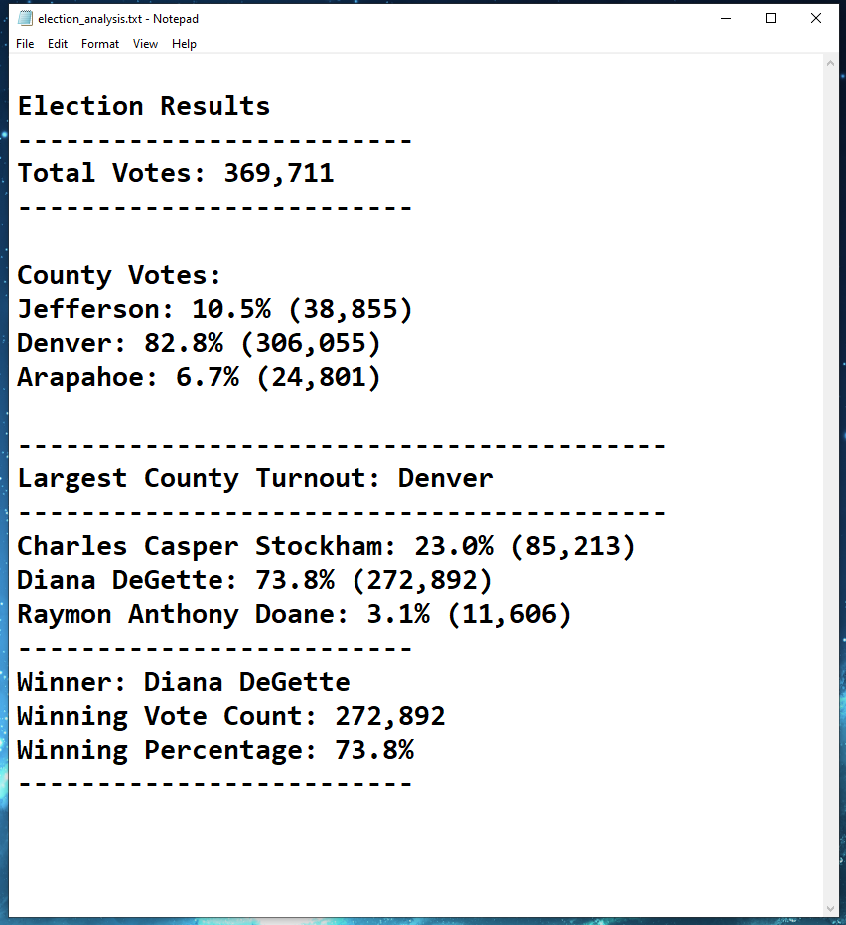 election_analysis.txt - Notepad
File Edit Format View Help
Election Results
-------------------------
Total Votes: 369,711
-------------------------
County Votes:
Jefferson: 10.5% (38,855)
Denver: 82.8% (306,055)
Arapahoe: 6.7% (24,801)
-----------------------------------------
Largest County Turnout: Denver
-----------------------------------------
Charles Casper Stockham: 23.0% (85,213)
Diana DeGette: 73.8% (272,892)
Raymon Anthony Doane: 3.1% (11,606)
-------------------------
Winner: Diana DeGette
Winning Vote Count: 272,892
Winning Percentage: 73.8%
-------------------------